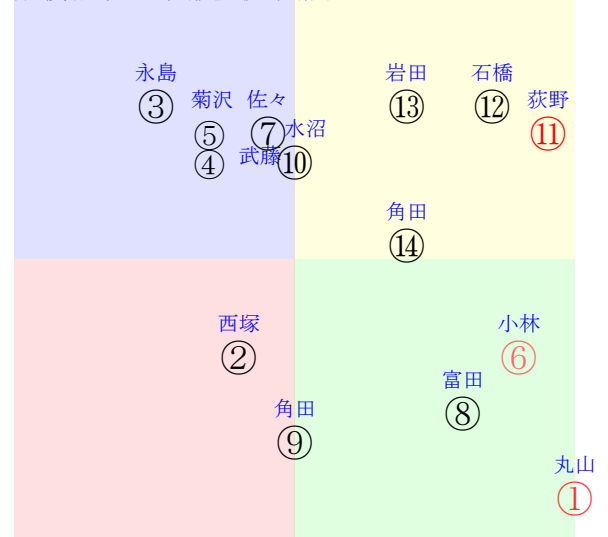 永島
③
菊沢
⑤
④
佐々
⑦
武藤
水沼
⑩
岩田
⑬
石橋
⑫
荻野
⑪
角田
⑭
西塚
②
角田
⑨
小林
⑥
富田
⑧
丸山
①